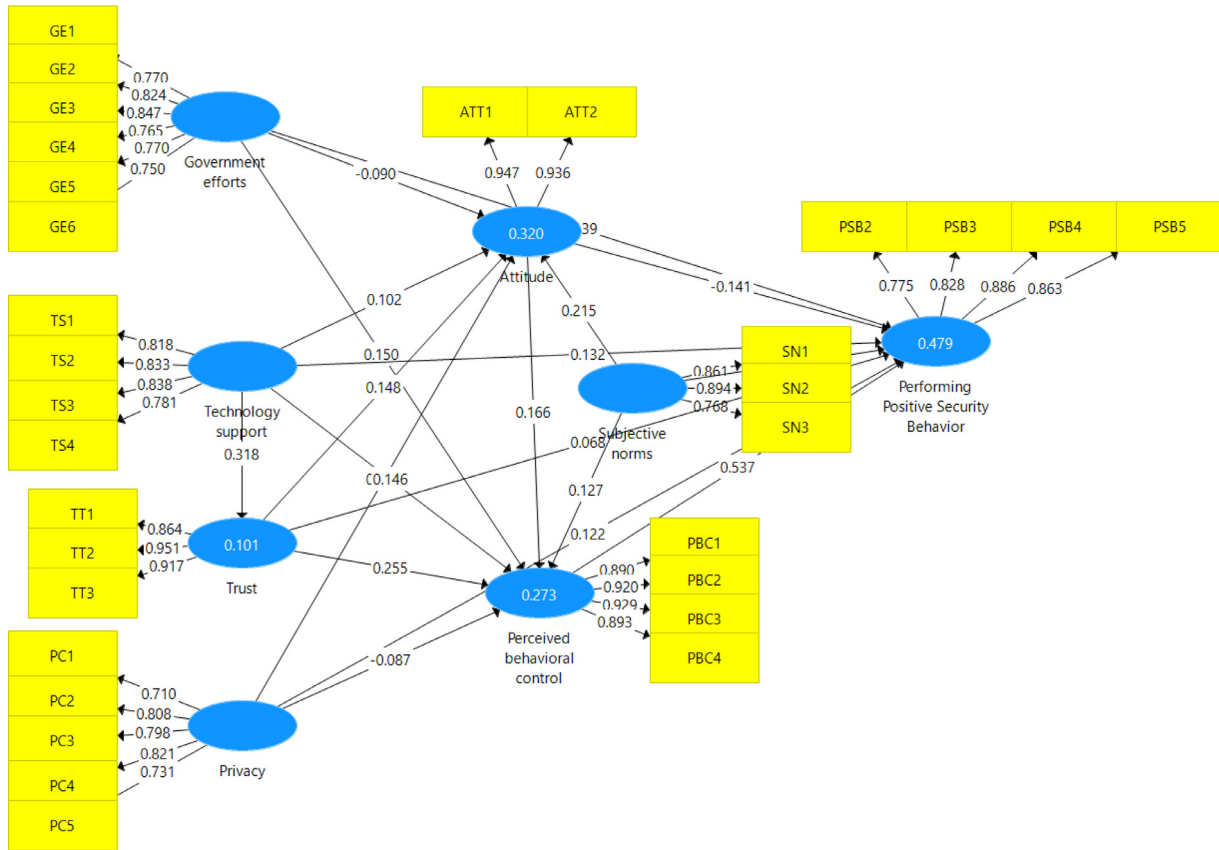 GE1
GE2
GE3
GE4
GE5
GE6
0.770
0.824
0.847
0.765
0.770
0.750
Government
efforts
-0.090
ATT1
ATT2
0.947
0.936
0.320
Attitude
39
-0.141
PSB2
PSB3
PSB4
PSB5
0.775
0.828
0.886
0.863
0.479
Performing
Positive Security
Behavior
TS1
TS2
TS3
TS4
0.818
0.833
0.838
0.781
Technology
support
0.102
0.150
0.148
0.318
0.215
0.132
0.166
0.068
0.146
SN1
SN2
SN3
0.861
0.894
0.768
Subjective
norms
0.127
0.537
0.122
TT1
TT2
TT3
0.864
0.951
0.917
0.101
Trust
0.255
0.273
Perceived
behavioral
control
PBC1
PBC2
PBC3
PBC4
0.890
0.920
0.929
0.893
PC1
PC2
PC3
PC4
PC5
0.710
0.808
0.798
0.821
0.731
Privacy
-0.087